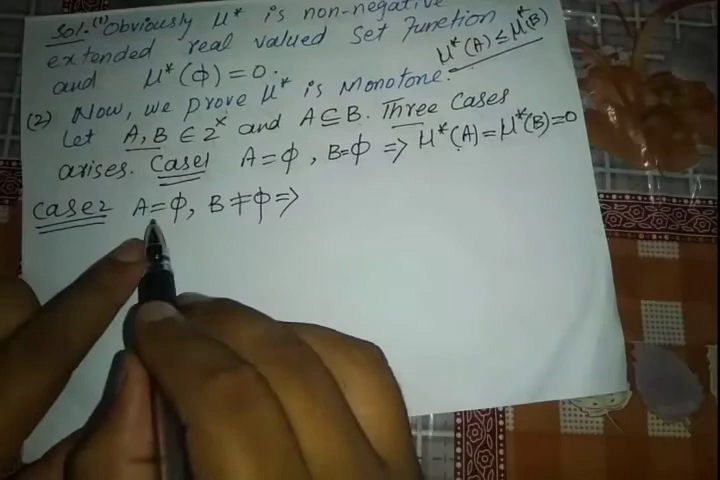 Sol. (1) Obviously μ* is non-negative
extended real valued set function
and μ*(ϕ)=0. μ*(A)≤μ*(B)
(2) Now, we prove μ* is Monotone.
Let A,B ∈ 2^x and A⊆B. Three cases
arises. Case1 A=ϕ, B=ϕ => μ*(A)=μ*(B)=0
Case2 A=ϕ, B≠ϕ=>